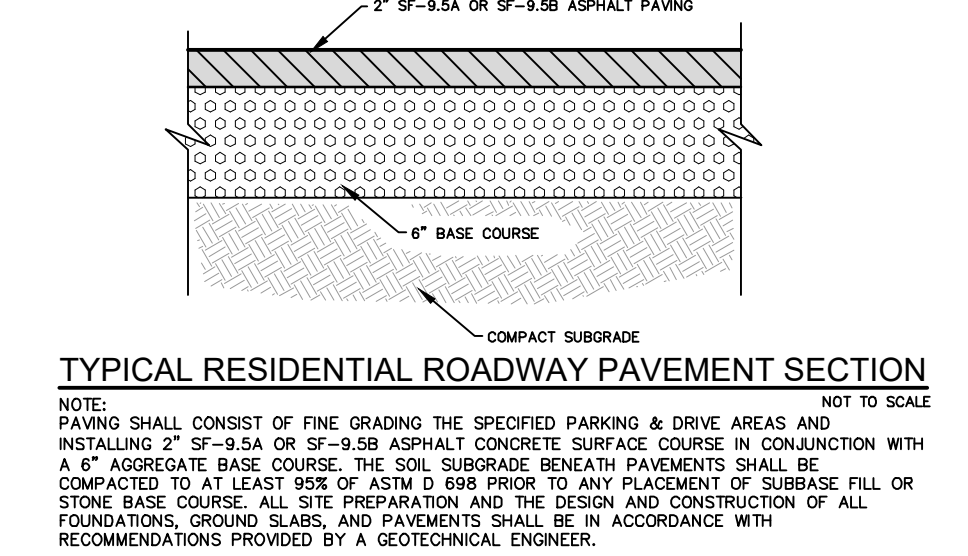 2" SF-9.5A OR SF-9.5B ASPHALT PAVING
6" BASE COURSE
COMPACT SUBGRADE
TYPICAL RESIDENTIAL ROADWAY PAVEMENT SECTION
NOT TO SCALE
NOTE:
PAVING SHALL CONSIST OF FINE GRADING THE SPECIFIED PARKING & DRIVE AREAS AND
INSTALLING 2" SF-9.5A OR SF-9.5B ASPHALT CONCRETE SURFACE COURSE IN CONJUNCTION WITH
A 6" AGGREGATE BASE COURSE. THE SOIL SUBGRADE BENEATH PAVEMENTS SHALL BE
COMPACTED TO AT LEAST 95% OF ASTM D 698 PRIOR TO ANY PLACEMENT OF SUBBASE FILL OR
STONE BASE COURSE. ALL SITE PREPARATION AND THE DESIGN AND CONSTRUCTION OF ALL
FOUNDATIONS, GROUND SLABS, AND PAVEMENTS SHALL BE IN ACCORDANCE WITH
RECOMMENDATIONS PROVIDED BY A GEOTECHNICAL ENGINEER.